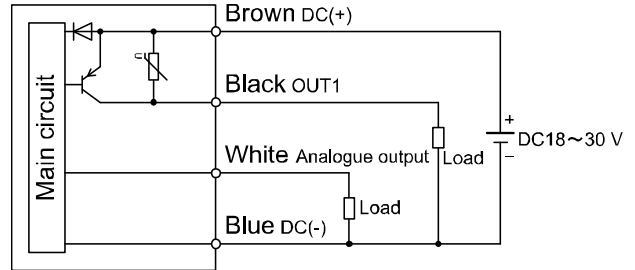 Brown DC(+)
Main circuit
U
Black OUT1
+
DC18～30 V
−
White Analogue output
Load
Load
Blue DC(-)